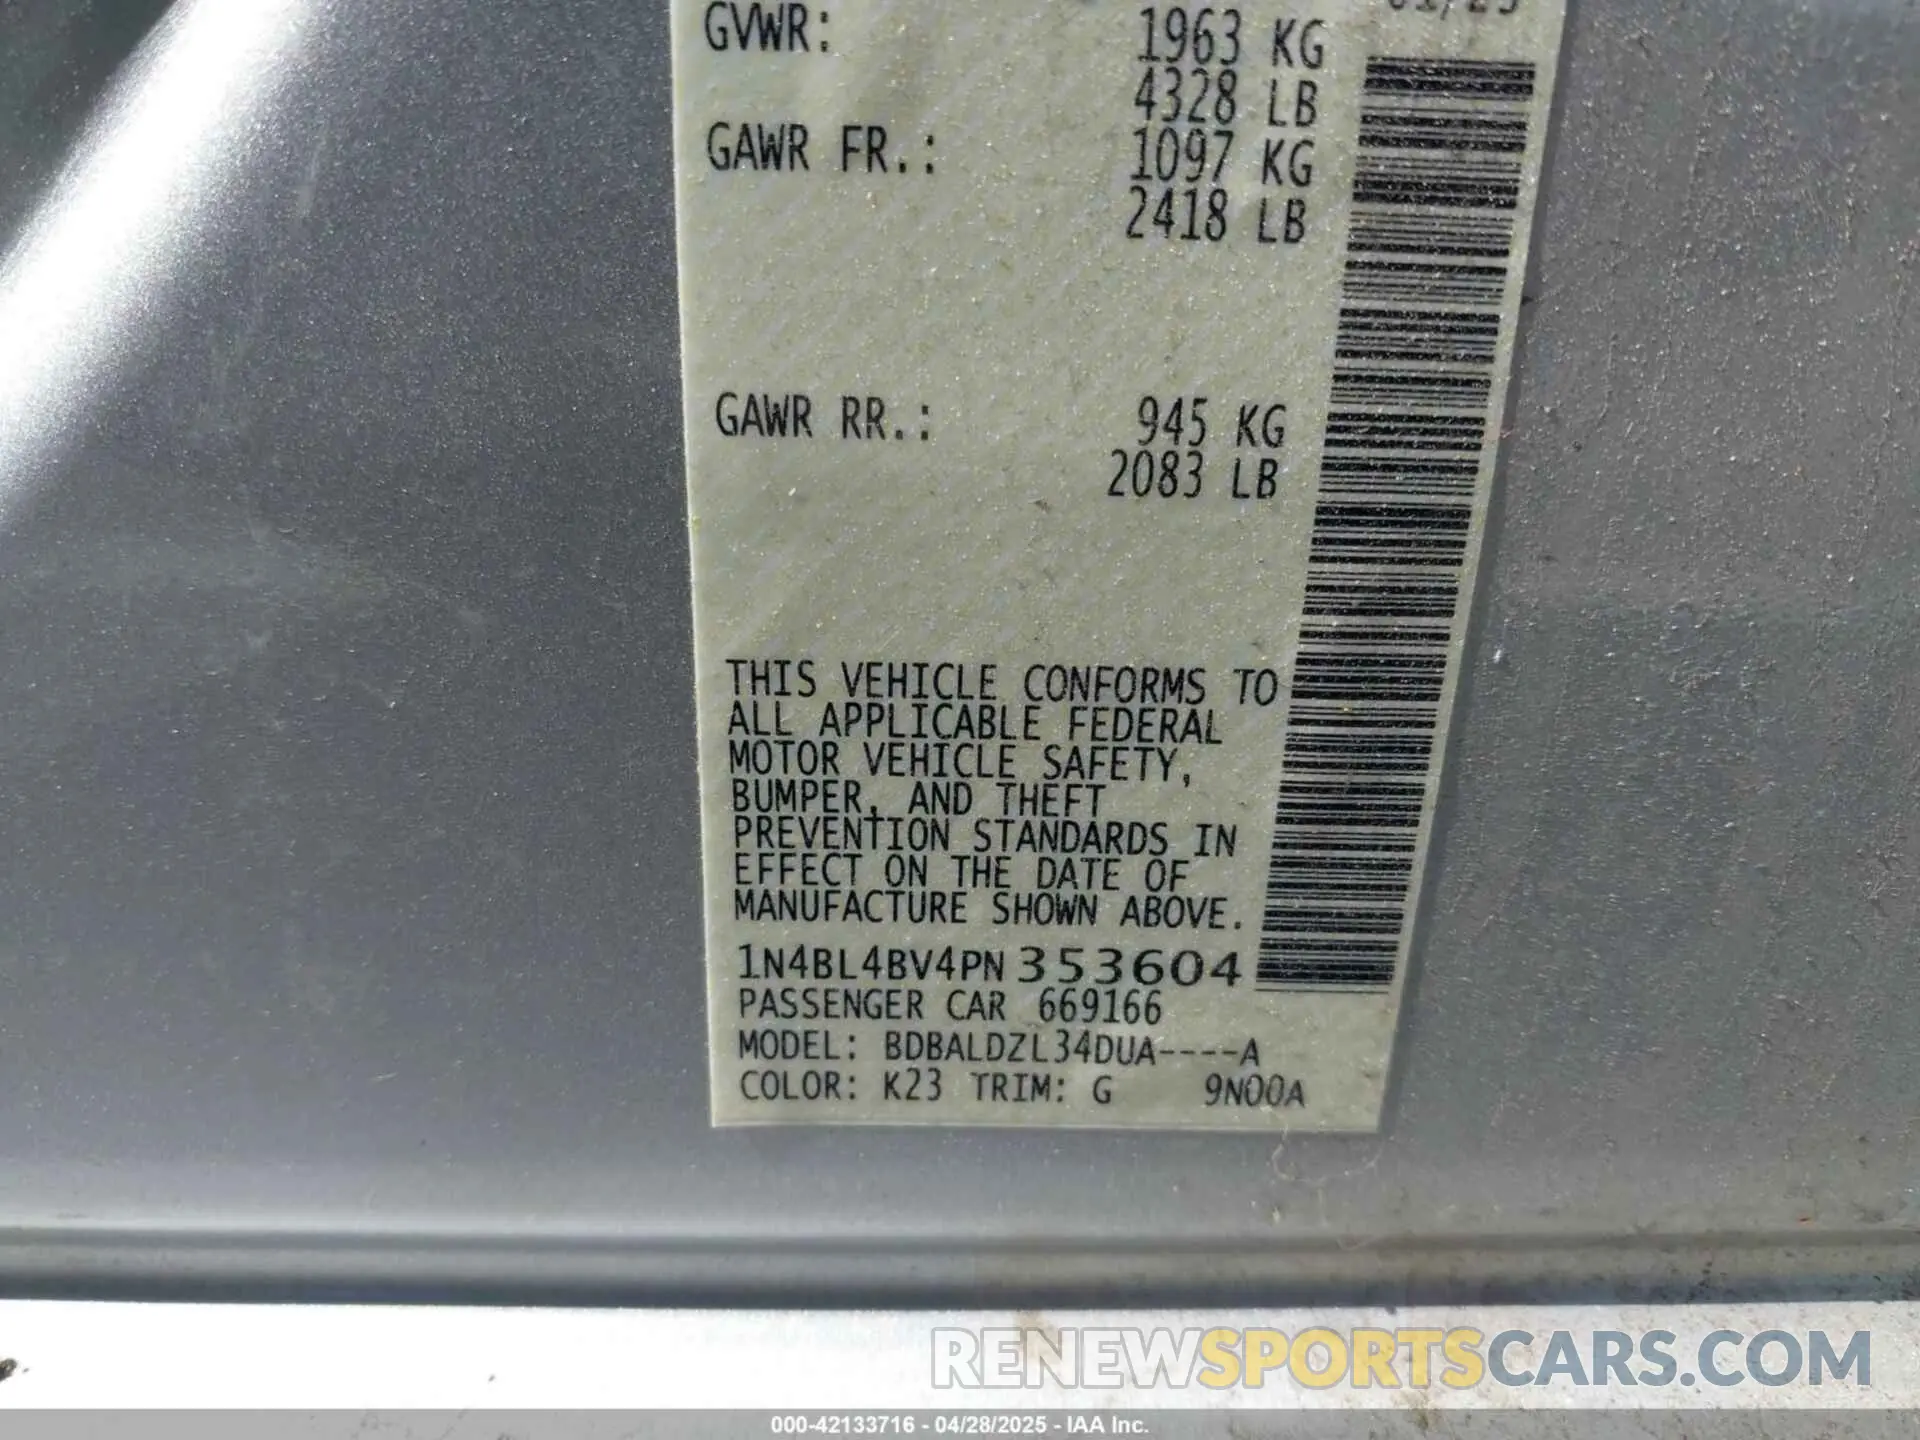 GVWR: 1963 KG
4328 LB
GAWR FR.: 1097 KG
2418 LB
GAWR RR.: 945 KG
2083 LB
THIS VEHICLE CONFORMS TO
ALL APPLICABLE FEDERAL
MOTOR VEHICLE SAFETY,
BUMPER, AND THEFT
PREVENTION STANDARDS IN
EFFECT ON THE DATE OF
MANUFACTURE SHOWN ABOVE.
1N4BL4BV4PN353604
PASSENGER CAR 669166
MODEL: BDBALDZL34DUA----A
COLOR: K23 TRIM: G 9N00A
RENEWSPORTSCARS.COM
000-42133716 - 04/28/2025 - IAA Inc.